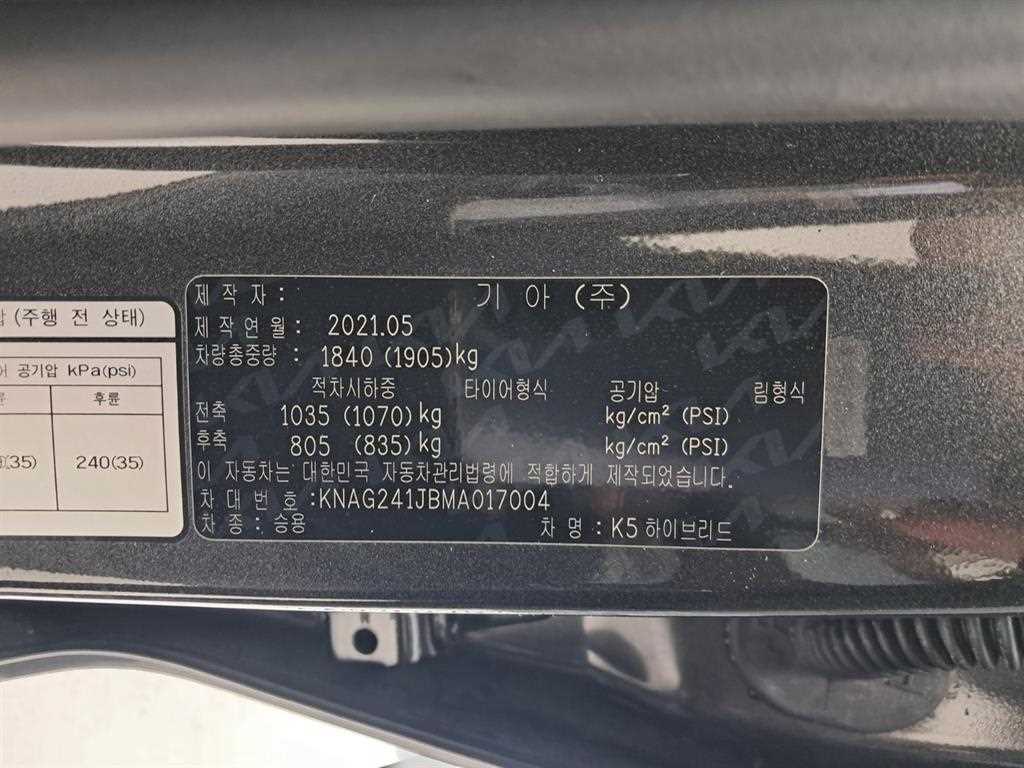 (주행 전 상태)
공기압 kPa(psi)
후륜
(35) 240(35)
제 작 자 : 기 아 (주)
제 작 연 월 : 2021.05
차량총중량 : 1840 (1905)kg
적차시하중 타이어형식 공기압 림형식
전축 1035 (1070) kg kg/cm² (PSI)
후축 805 (835) kg kg/cm² (PSI)
이 자동차는 대한민국 자동차관리법령에 적합하게 제작되었습니다.
차 대 번 호 :KNAG241JBMA017004
차 종 : 승용 차 명 : K5 하이브리드